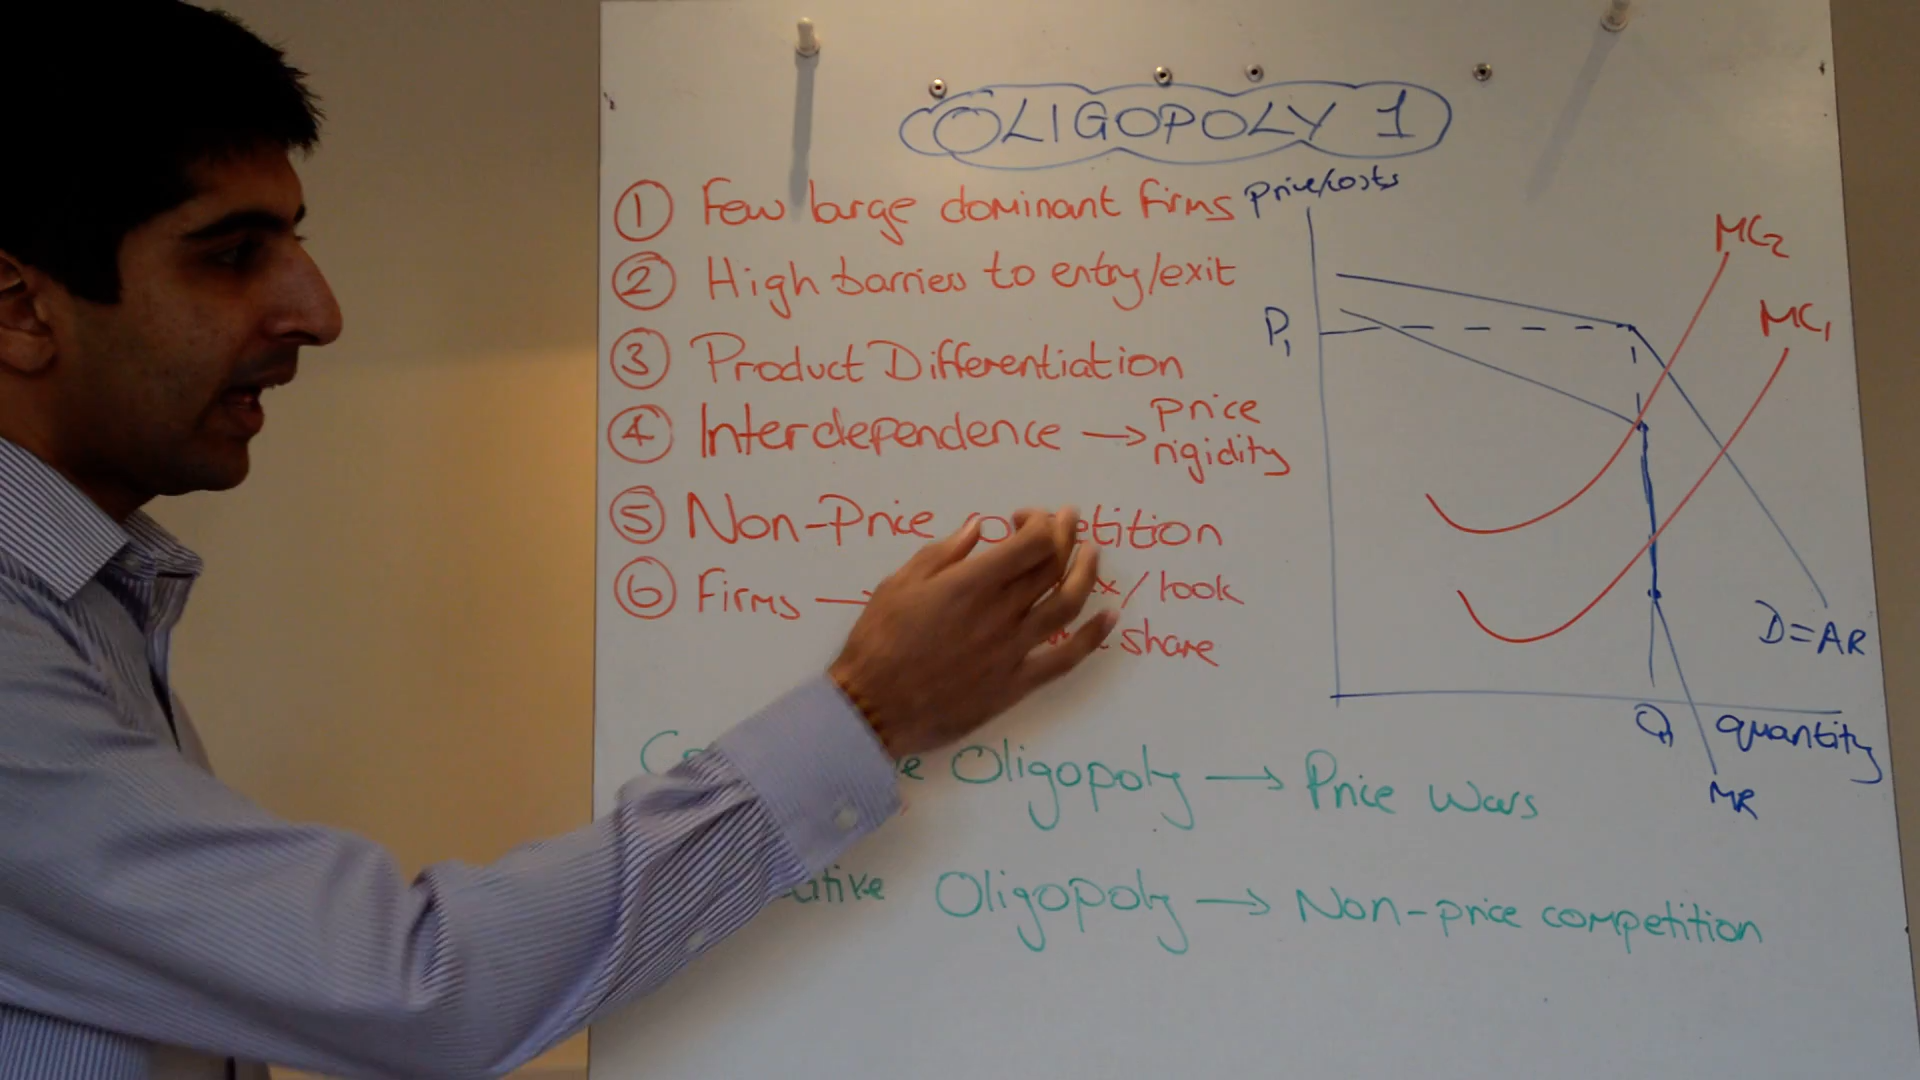 OLIGOPOLY 1
① Few large dominant firms
② High barriers to entry/exit
③ Product Differentiation
④ Interdependence → price
rigidity
⑤ Non-Price
⑥ Firms →
/ took
share
Oligopoly → Price Wars
Oligopoly → Non-price competition
price/costs
MC2
MC1
P1
D=AR
Q1
quantity
MR